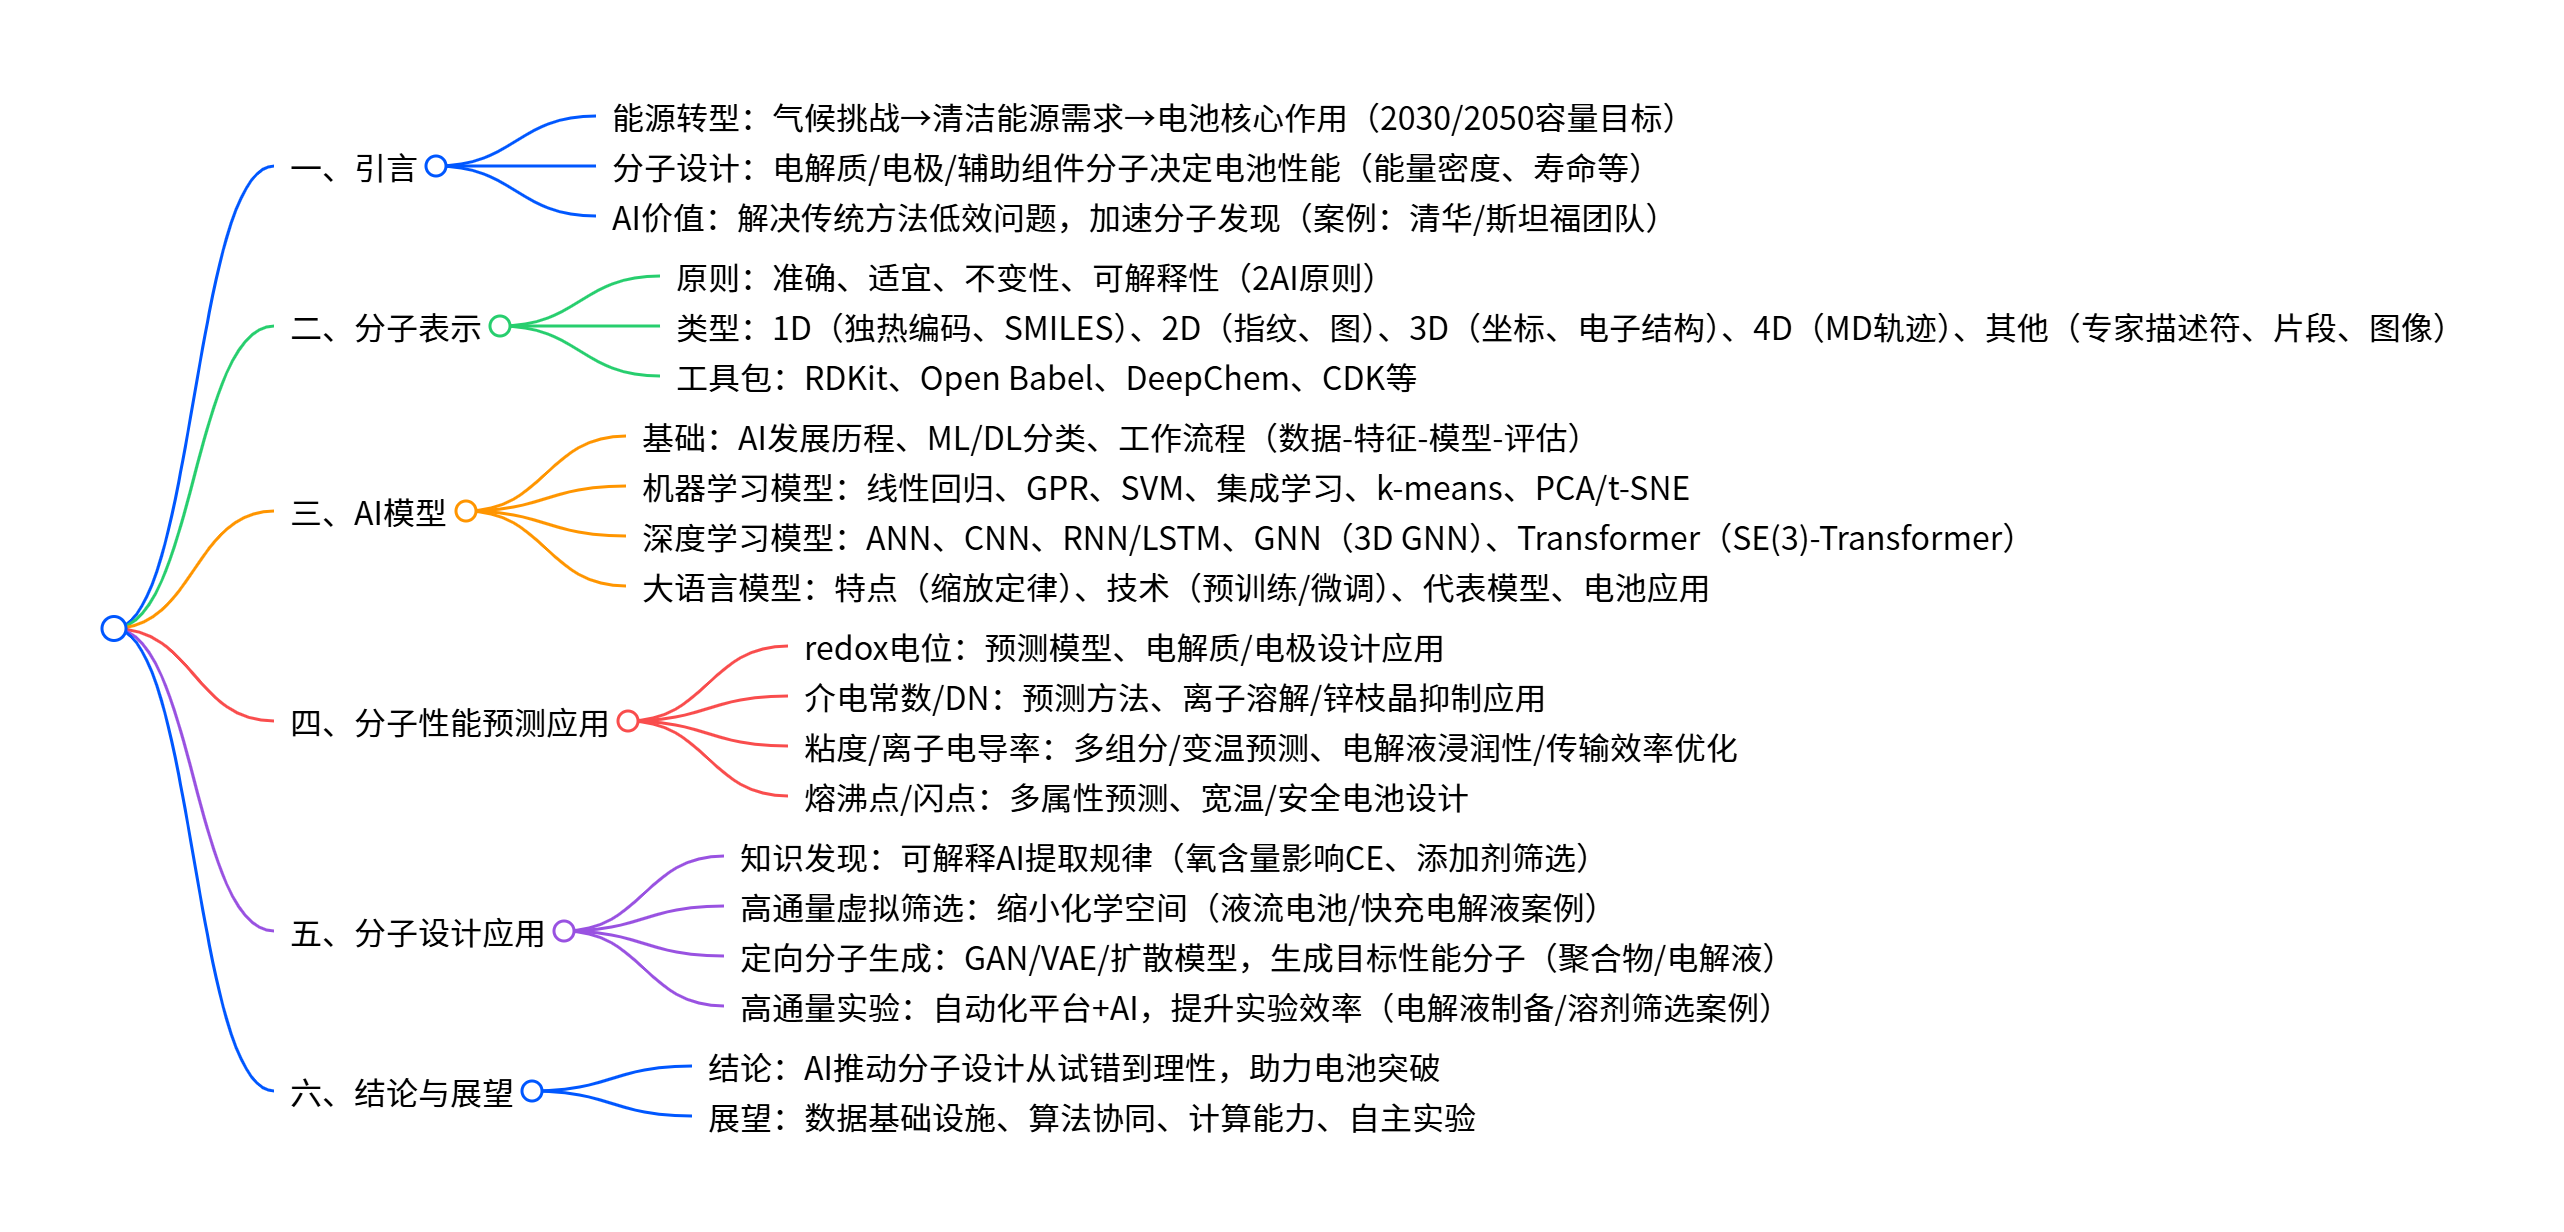 一、引言
能源转型：气候挑战→清洁能源需求→电池核心作用（2030/2050容量目标）
分子设计：电解质/电极/辅助组件分子决定电池性能（能量密度、寿命等）
AI价值：解决传统方法低效问题，加速分子发现（案例：清华/斯坦福团队）
二、分子表示
原则：准确、适宜、不变性、可解释性（2AI原则）
类型：1D（独热编码、SMILES）、2D（指纹、图）、3D（坐标、电子结构）、4D（MD轨迹）、其他（专家描述符、片段、图像）
工具包：RDKit、Open Babel、DeepChem、CDK等
三、AI模型
基础：AI发展历程、ML/DL分类、工作流程（数据-特征-模型-评估）
机器学习模型：线性回归、GPR、SVM、集成学习、k-means、PCA/t-SNE
深度学习模型：ANN、CNN、RNN/LSTM、GNN（3D GNN）、Transformer（SE(3)-Transformer）
大语言模型：特点（缩放定律）、技术（预训练/微调）、代表模型、电池应用
四、分子性能预测应用
redox电位：预测模型、电解质/电极设计应用
介电常数/DN：预测方法、离子溶解/锌枝晶抑制应用
粘度/离子电导率：多组分/变温预测、电解液浸润性/传输效率优化
熔沸点/闪点：多属性预测、宽温/安全电池设计
五、分子设计应用
知识发现：可解释AI提取规律（氧含量影响CE、添加剂筛选）
高通量虚拟筛选：缩小化学空间（液流电池/快充电解液案例）
定向分子生成：GAN/VAE/扩散模型，生成目标性能分子（聚合物/电解液）
高通量实验：自动化平台+AI，提升实验效率（电解液制备/溶剂筛选案例）
六、结论与展望
结论：AI推动分子设计从试错到理性，助力电池突破
展望：数据基础设施、算法协同、计算能力、自主实验